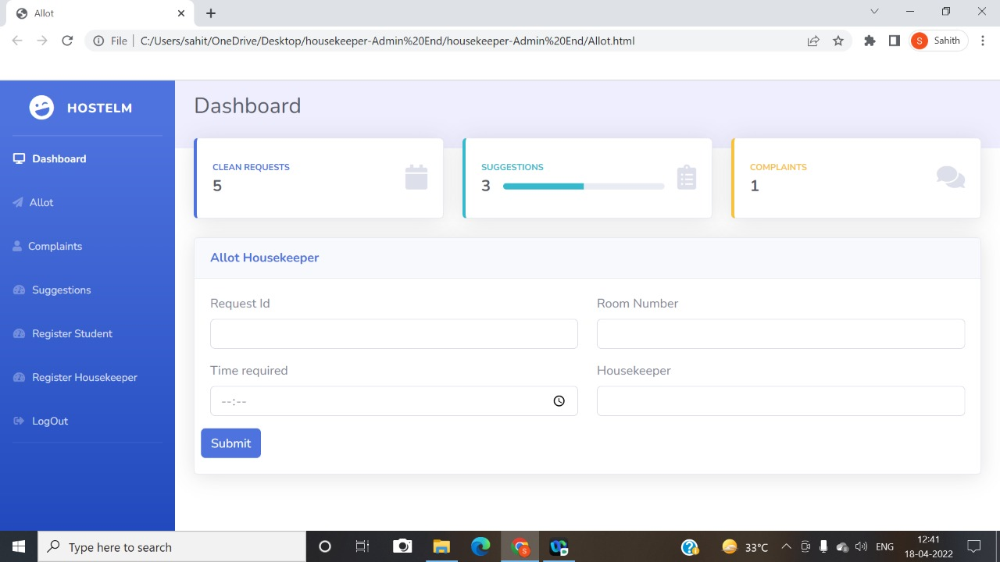 Allot
File
C:/Users/sahit/OneDrive/Desktop/housekeeper-Admin%20End/housekeeper-Admin%20End/Allot.html
S Sahith
HOSTELM
Dashboard
Allot
Complaints
Suggestions
Register Student
Register Housekeeper
LogOut
Dashboard
CLEAN REQUESTS
5
SUGGESTIONS
3
COMPLAINTS
1
Allot Housekeeper
Request Id
Room Number
Time required
Housekeeper
--:--
Submit
Type here to search
S
33°C
ENG
12:41
18-04-2022